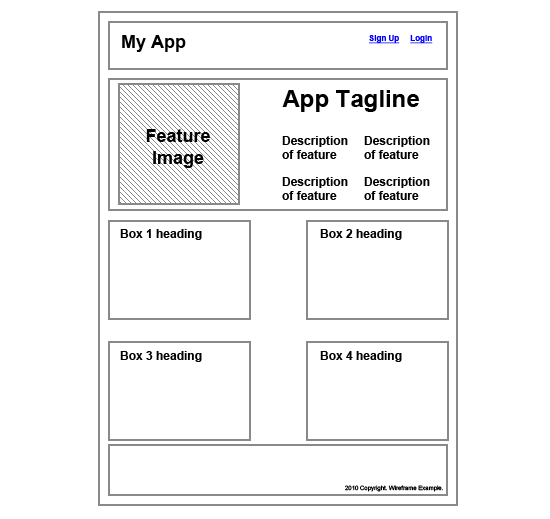 My App
Sign Up Login
Feature
Image
App Tagline
Description
of feature
Description
of feature
Description
of feature
Description
of feature
Box 1 heading
Box 2 heading
Box 3 heading
Box 4 heading
2010 Copyright. Wireframe Example.